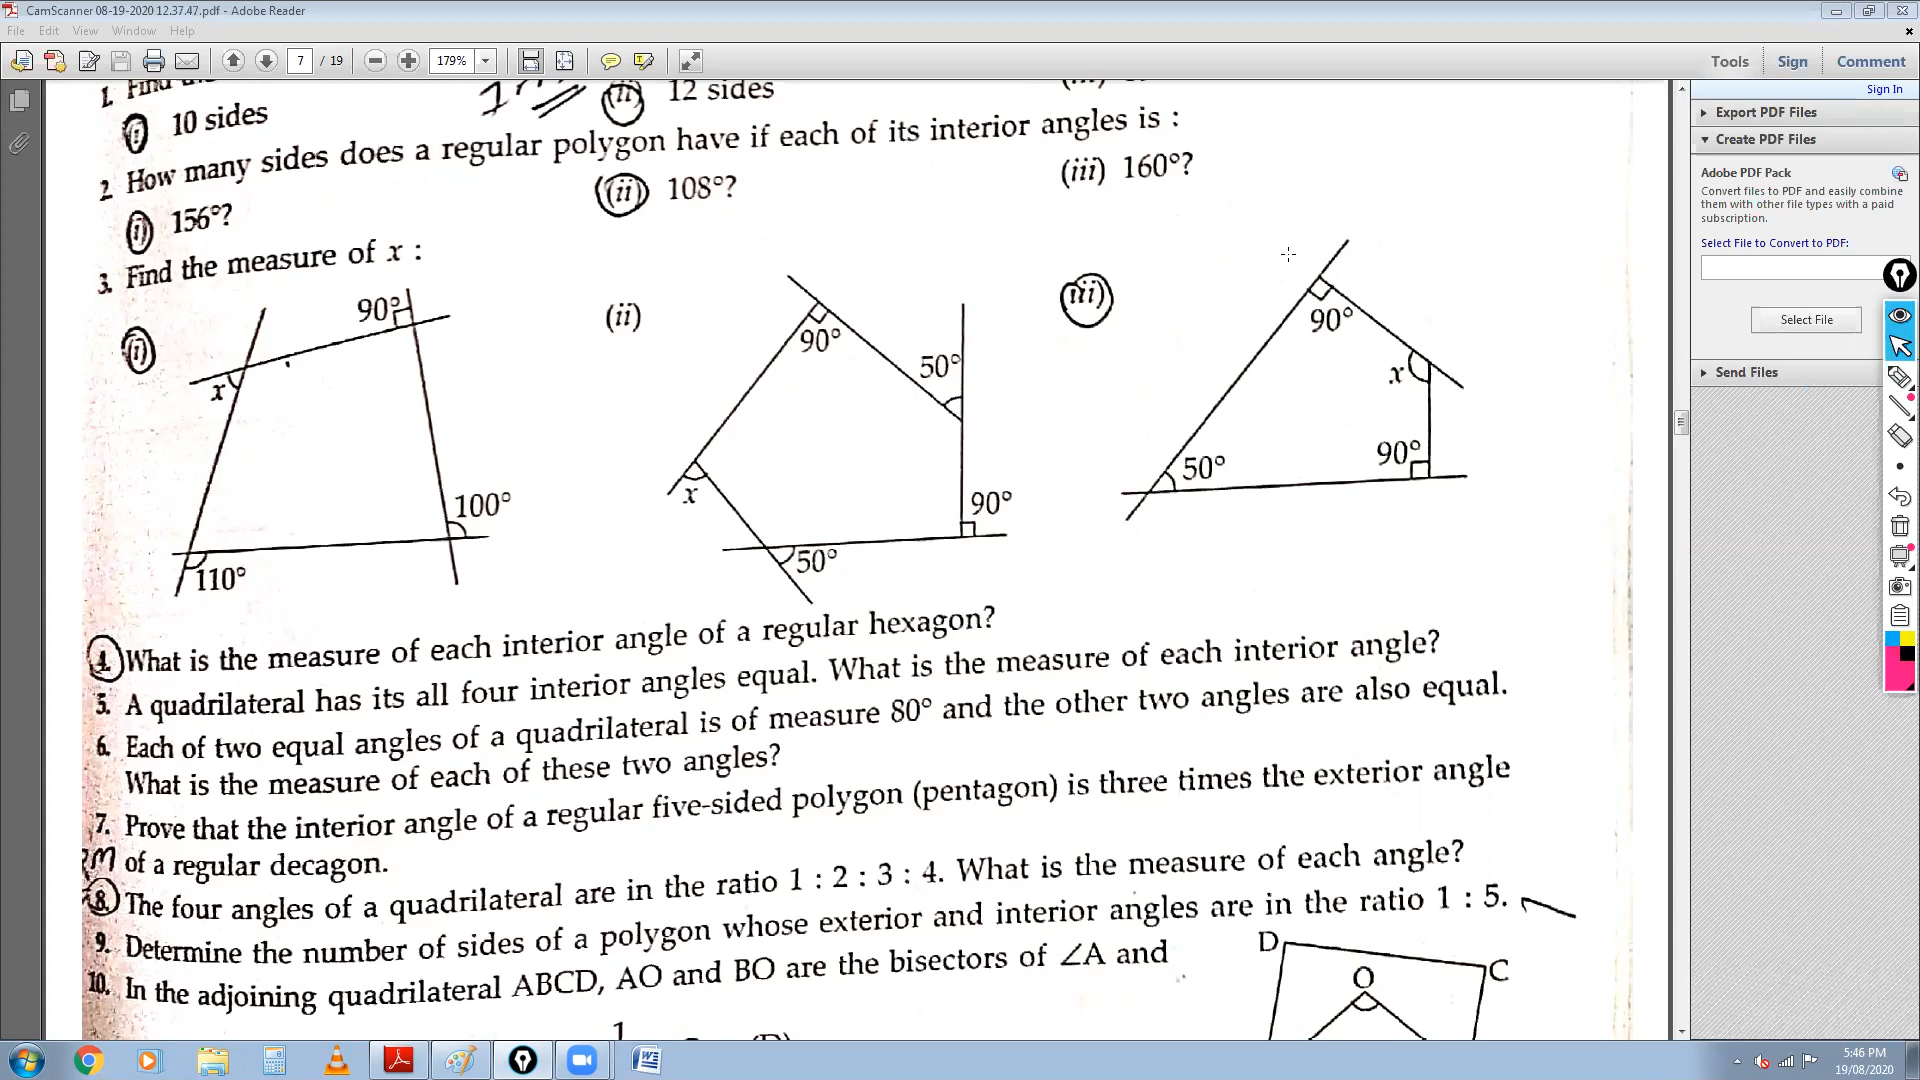 CamScanner 08-19-2020 12.37.47.pdf - Adobe Reader
File Edit View Window Help
7 / 19 179% Tools Sign Comment
Sign In
1. Find
(i) 10 sides (ii) 12 sides (iii)
2. How many sides does a regular polygon have if each of its interior angles is :
(i) 156°? (ii) 108°? (iii) 160°?
3. Find the measure of x :
(i) 90° x 100° 110°
(ii) 90° 50° x 90° 50°
(iii) 90° x 50° 90°
4. What is the measure of each interior angle of a regular hexagon?
5. A quadrilateral has its all four interior angles equal. What is the measure of each interior angle?
6. Each of two equal angles of a quadrilateral is of measure 80° and the other two angles are also equal.
What is the measure of each of these two angles?
7. Prove that the interior angle of a regular five-sided polygon (pentagon) is three times the exterior angle
of a regular decagon.
8. The four angles of a quadrilateral are in the ratio 1 : 2 : 3 : 4. What is the measure of each angle?
9. Determine the number of sides of a polygon whose exterior and interior angles are in the ratio 1 : 5.
10. In the adjoining quadrilateral ABCD, AO and BO are the bisectors of ∠A and
D C
O
1
Export PDF Files
Create PDF Files
Adobe PDF Pack
Convert files to PDF and easily combine
them with other file types with a paid
subscription.
Select File to Convert to PDF:
Select File
Send Files
5:46 PM
19/08/2020